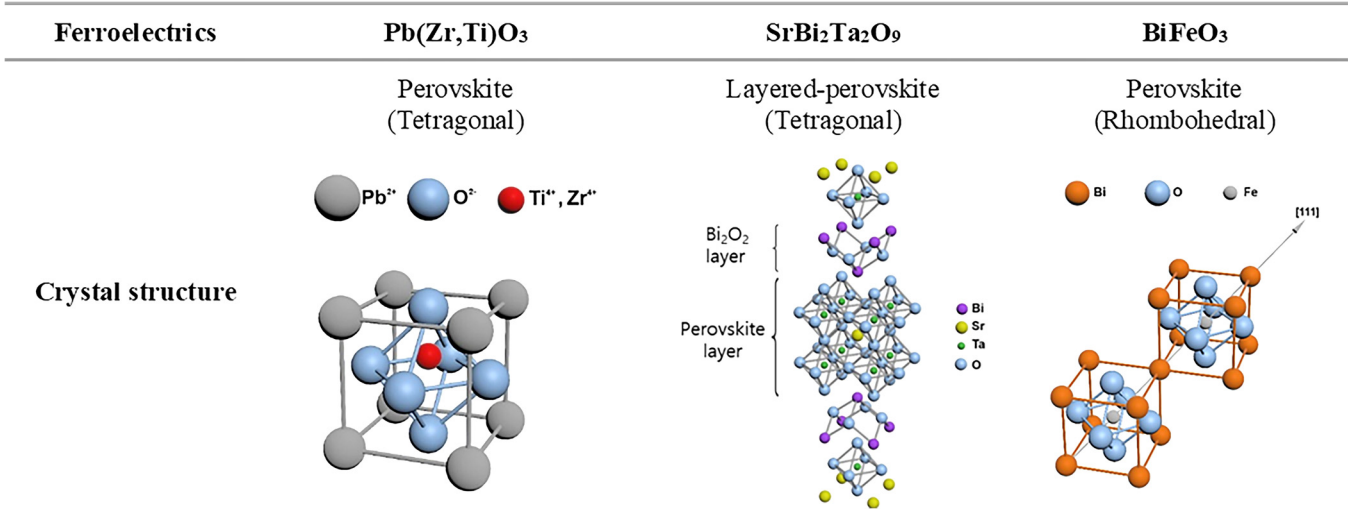 Ferroelectrics Pb(Zr,Ti)O₃ SrBi₂Ta₂O₉ BiFeO₃
Perovskite
(Tetragonal)
Layered-perovskite
(Tetragonal)
Perovskite
(Rhombohedral)
Crystal structure
Pb²⁺ O²⁻ Ti⁴⁺, Zr⁴⁺
Bi₂O₂
layer
Perovskite
layer
Bi
Sr
Ta
O
Bi O Fe
[111]